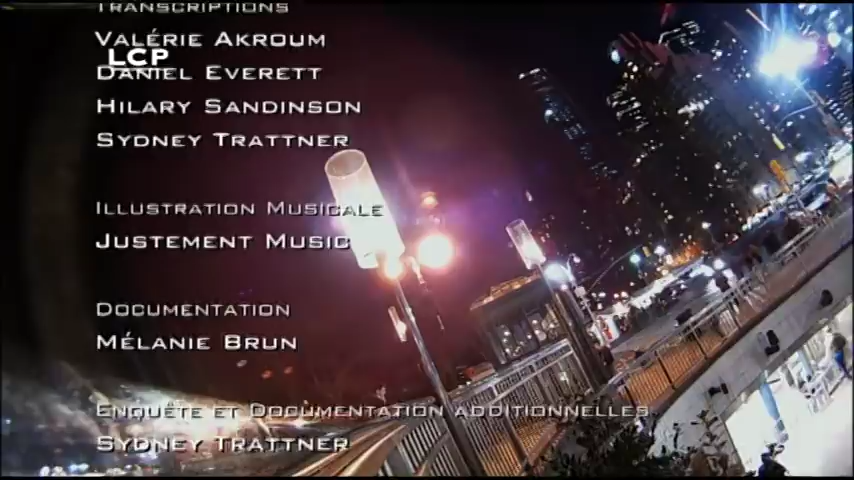 TRANSCRIPTIONS
VALÉRIE AKROUM
LCP
DANIEL EVERETT
HILARY SANDINSON
SYDNEY TRATTNER
ILLUSTRATION MUSICALE
JUSTEMENT MUSIC
DOCUMENTATION
MÉLANIE BRUN
ENQUÊTE ET DOCUMENTATION ADDITIONNELLES
SYDNEY TRATTNER